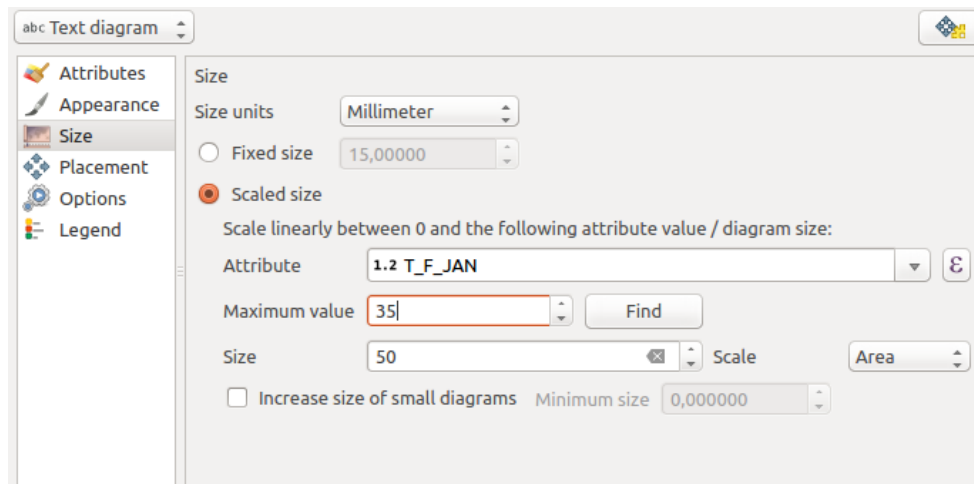 abc Text diagram
Attributes
Appearance
Size
Placement
Options
Legend
Size
Size units Millimeter
Fixed size 15,00000
Scaled size
Scale linearly between 0 and the following attribute value / diagram size:
Attribute 1.2 T_F_JAN ε
Maximum value 35 Find
Size 50 Scale Area
Increase size of small diagrams Minimum size 0,000000